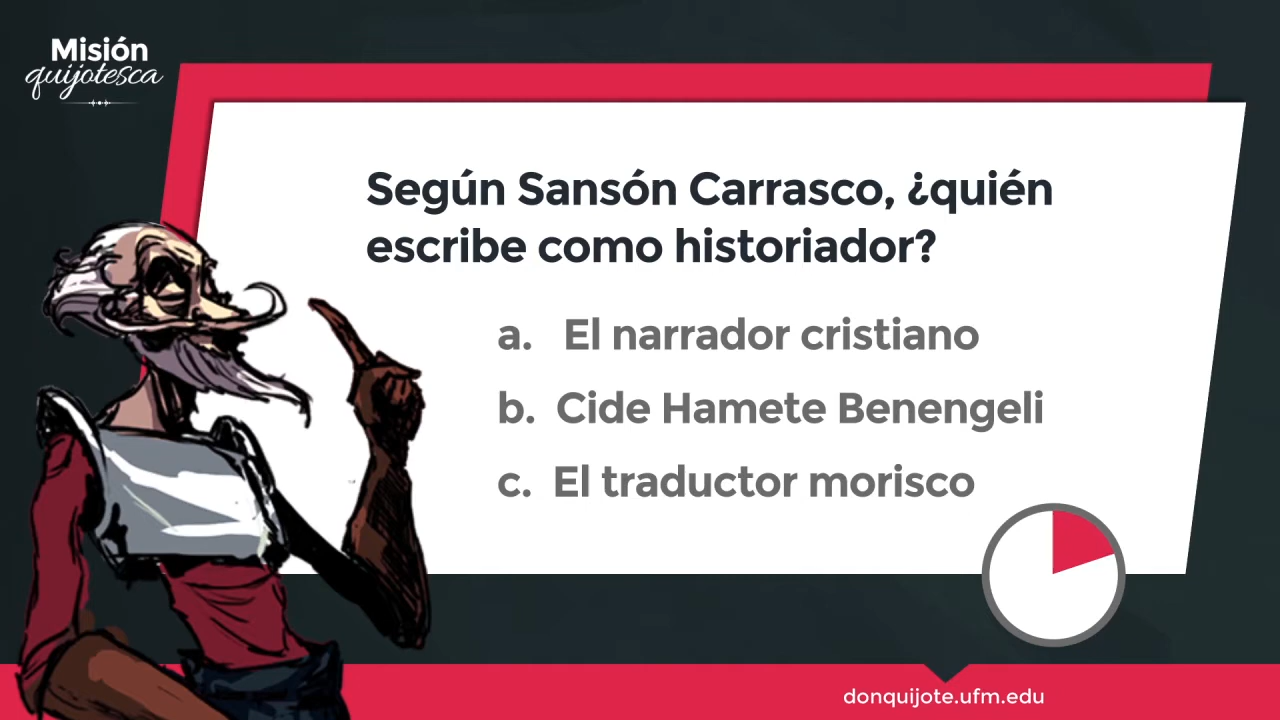 Misión
quijotesca
Según Sansón Carrasco, ¿quién
escribe como historiador?
a. El narrador cristiano
b. Cide Hamete Benengeli
c. El traductor morisco
donquijote.ufm.edu